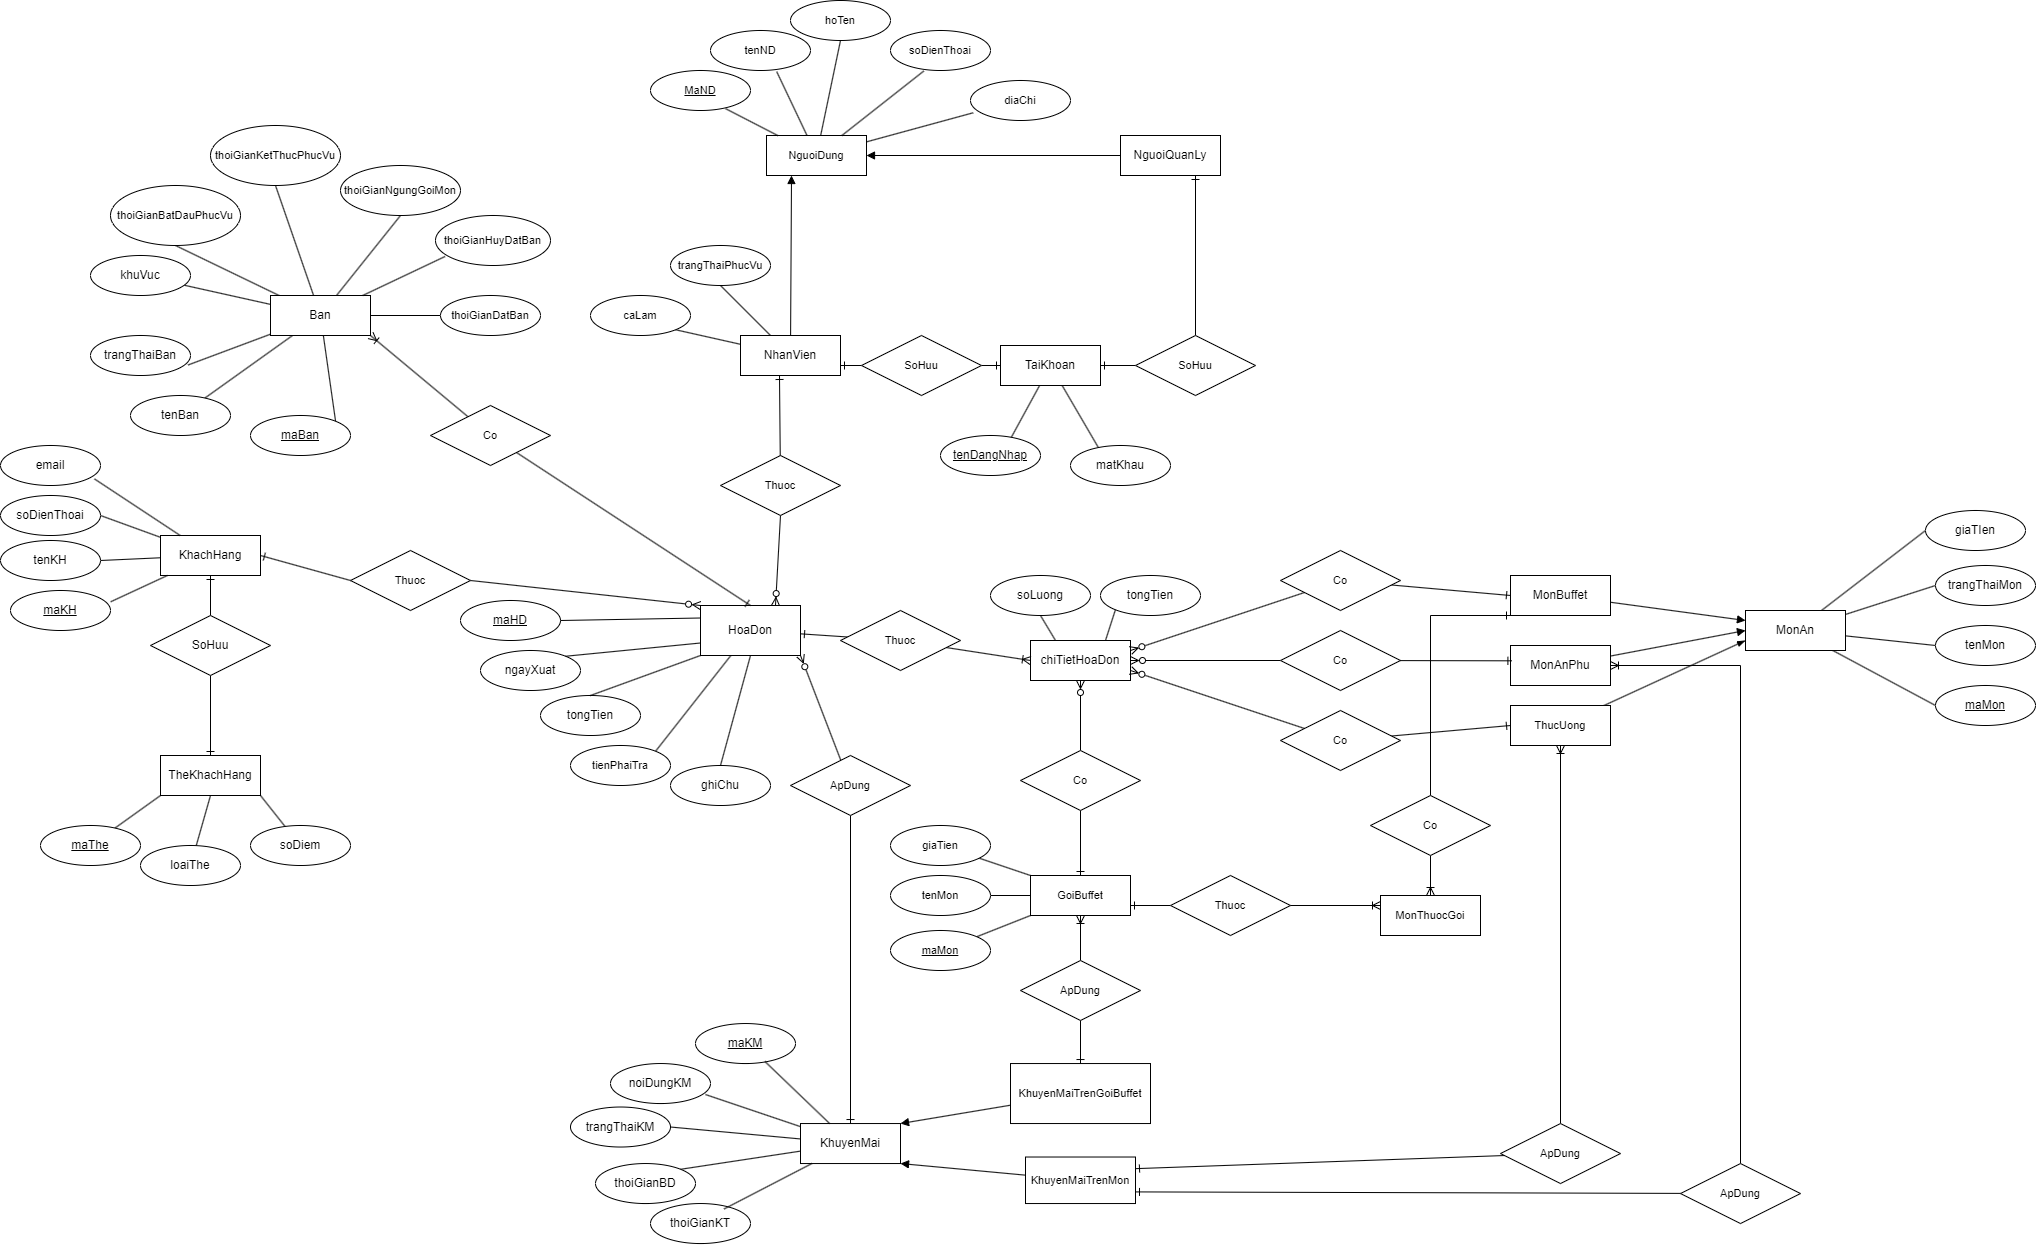 hoTen
tenND
soDienThoai
MaND
diaChi
NguoiDung
NguoiQuanLy
thoiGianKetThucPhucVu
thoiGianNgungGoiMon
thoiGianBatDauPhucVu
thoiGianHuyDatBan
khuVuc
Ban
thoiGianDatBan
trangThaiBan
tenBan
maBan
trangThaiPhucVu
caLam
NhanVien
SoHuu
TaiKhoan
SoHuu
tenDangNhap
matKhau
Co
Thuoc
email
soDienThoai
tenKH
maKH
KhachHang
Thuoc
SoHuu
TheKhachHang
maThe
loaiThe
soDiem
maHD
HoaDon
ngayXuat
tongTien
tienPhaiTra
ghiChu
Thuoc
soLuong
tongTien
chiTietHoaDon
Co
Co
Co
MonBuffet
MonAnPhu
ThucUong
giaTIen
trangThaiMon
MonAn
tenMon
maMon
ApDung
Co
Co
giaTien
tenMon
maMon
GoiBuffet
Thuoc
MonThuocGoi
ApDung
maKM
noiDungKM
trangThaiKM
thoiGianBD
thoiGianKT
KhuyenMai
KhuyenMaiTrenGoiBuffet
KhuyenMaiTrenMon
ApDung
ApDung